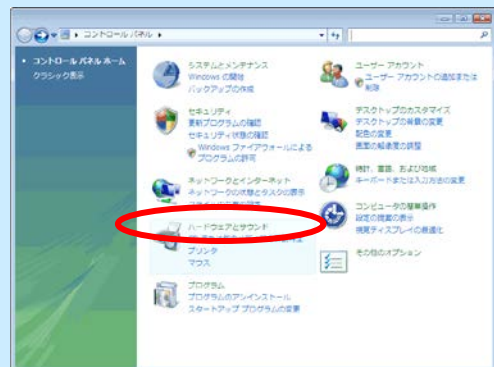 コントロール パネル
コントロール パネル ホーム
クラシック表示
システムとメンテナンス
Windows の開始
バックアップの作成
セキュリティ
更新プログラムの確認
セキュリティ状態の確認
Windows ファイアウォールによる
プログラムの許可
ネットワークとインターネット
ネットワークの状態とタスクの表示
ハードウェアとサウンド
プリンタ
マウス
プログラム
プログラムのアンインストール
スタートアップ プログラムの変更
ユーザー アカウント
ユーザー アカウントの追加または
削除
デスクトップのカスタマイズ
デスクトップの背景の変更
配色の変更
画面の解像度の調整
時計、言語、および地域
キーボードまたは入力方法の変更
コンピュータの簡単操作
設定の提案の表示
視覚ディスプレイの最適化
その他のオプション